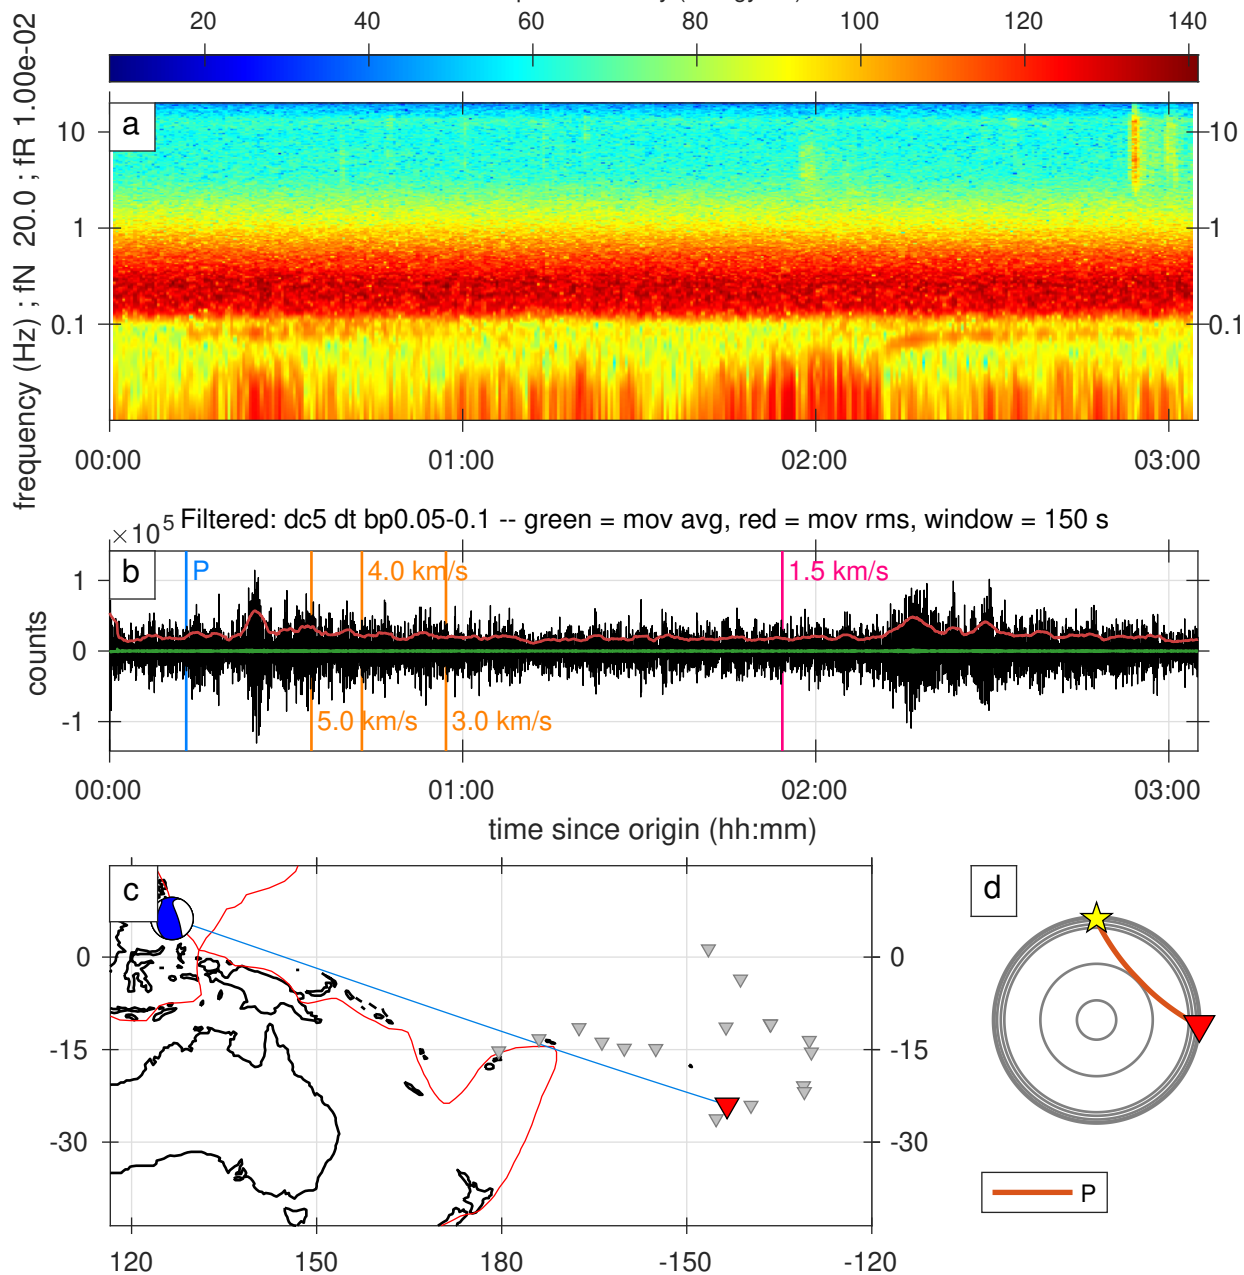 20 40 60 80 100 120 140
frequency (Hz) ; fN 20.0 ; fR 1.00e-02
a
10 10
1 1
0.1 0.1
00:00 01:00 02:00 03:00
×10^5 Filtered: dc5 dt bp0.05-0.1 -- green = mov avg, red = mov rms, window = 150 s
b
P 4.0 km/s 1.5 km/s
counts
1
0
-1
5.0 km/s 3.0 km/s
00:00 01:00 02:00 03:00
time since origin (hh:mm)
c d
0 0
-15 -15
-30 -30
P
120 150 180 -150 -120